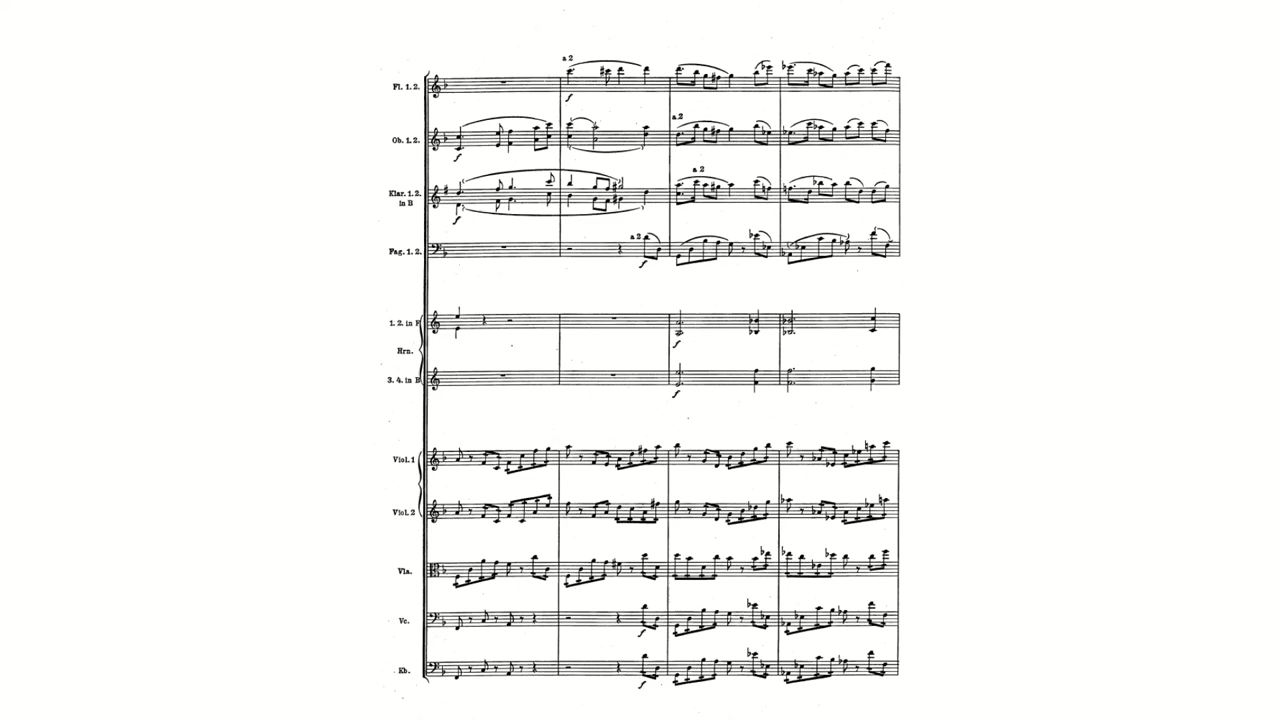 a 2
Fl. 1. 2.
f
a.2
Ob. 1. 2.
f
a 2
Klar. 1. 2.
in B
f
a 2
Fag. 1. 2.
f
1. 2. in F
f
Hrn.
3. 4. in B
f
Viol. 1
Viol. 2
Vla.
Vc.
f
Kb.
f